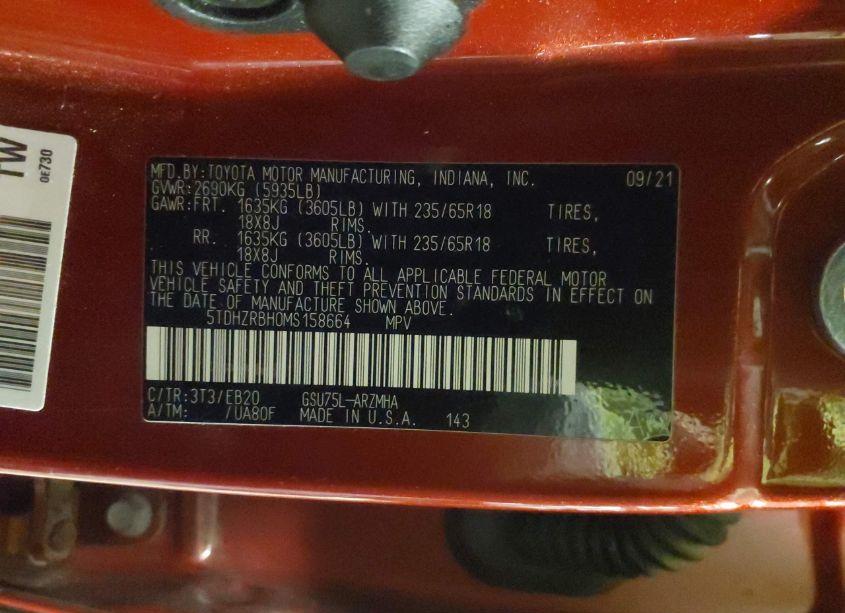 MFD.BY:TOYOTA MOTOR MANUFACTURING, INDIANA, INC. 09/21
GVWR:2690KG (5935LB)
GAWR:FRT. 1635KG (3605LB) WITH 235/65R18 TIRES,
18X8J RIMS.
RR. 1635KG (3605LB) WITH 235/65R18 TIRES,
18X8J RIMS.
THIS VEHICLE CONFORMS TO ALL APPLICABLE FEDERAL MOTOR
VEHICLE SAFETY AND THEFT PREVENTION STANDARDS IN EFFECT ON
THE DATE OF MANUFACTURE SHOWN ABOVE.
5TDHZRBH0MS158664 MPV
C/TR:3T3/EB20 GSU75L-ARZMHA
A/TM: /UA80F MADE IN U.S.A. 143
0E730